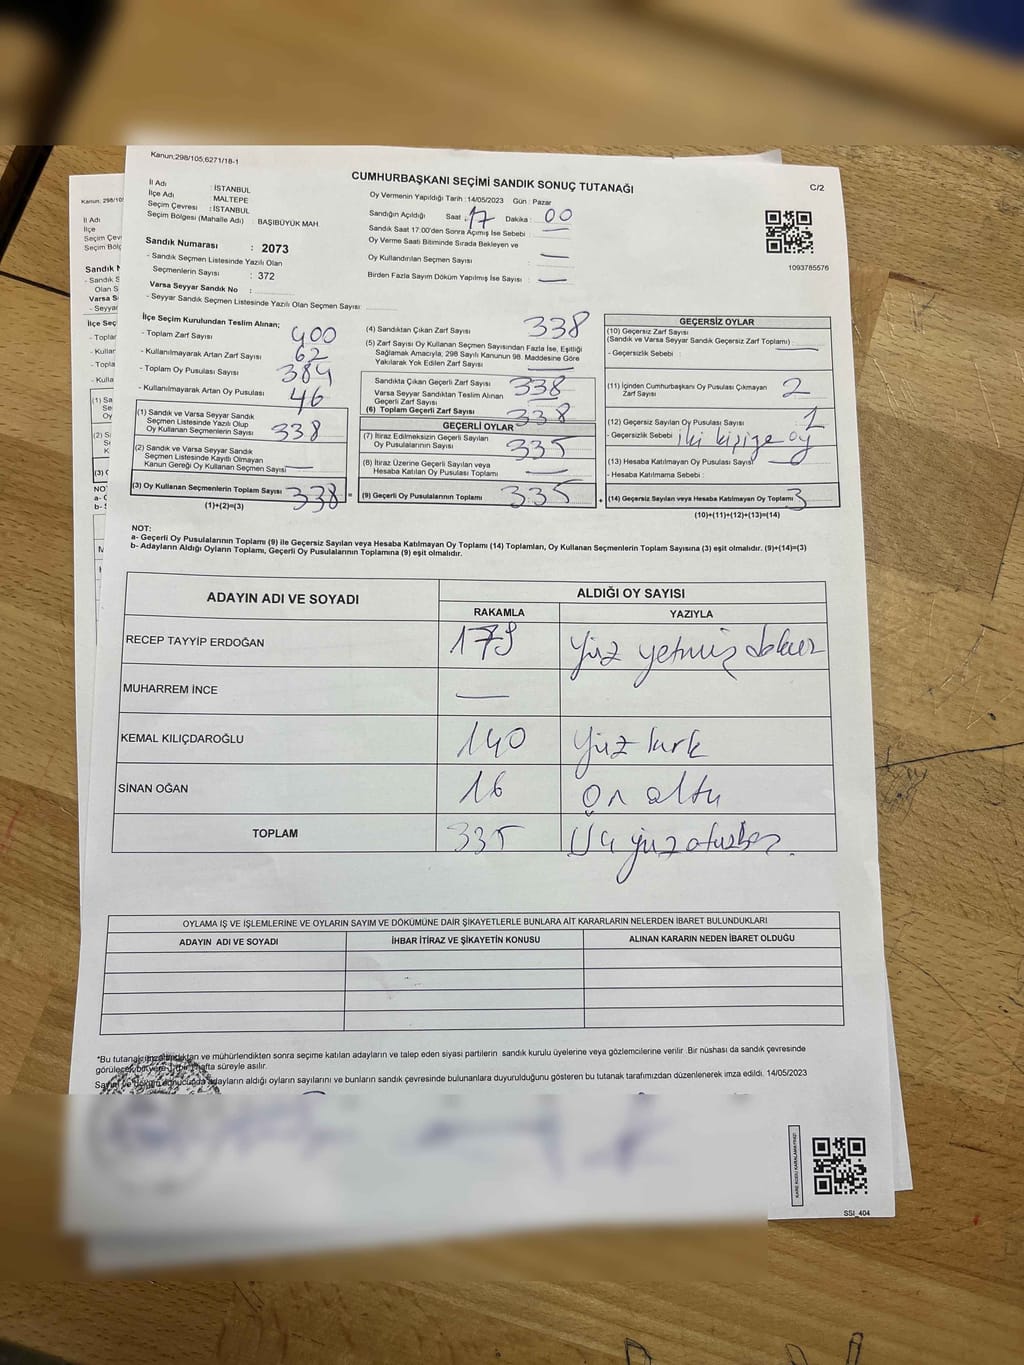 Kanun;298/105;6271/18-1
CUMHURBAŞKANI SEÇİMİ SANDIK SONUÇ TUTANAĞI
C/2
İl Adı : İSTANBUL
İlçe Adı : MALTEPE
Seçim Çevresi : İSTANBUL
Seçim Bölgesi (Mahalle Adı) BAŞIBÜYÜK MAH.
Sandık Numarası : 2073
- Sandık Seçmen Listesinde Yazılı Olan
Seçmenlerin Sayısı : 372
Varsa Seyyar Sandık No :
- Seyyar Sandık Seçmen Listesinde Yazılı Olan Seçmen Sayısı:
Oy Vermenin Yapıldığı Tarih :14/05/2023 Gün : Pazar
Sandığın Açıldığı Saat : 17 Dakika : 00
Sandık Saat 17:00'den Sonra Açımış İse Sebebi :
Oy Verme Saati Bitiminde Sırada Bekleyen ve
Oy Kullandırılan Seçmen Sayısı : —
Birden Fazla Sayım Döküm Yapılmış İse Sayısı : —
1093785576
İlçe Seçim Kurulundan Teslim Alınan;
- Toplam Zarf Sayısı 400
- Kullanılmayarak Artan Zarf Sayısı 62
- Toplam Oy Pusulası Sayısı 384
- Kullanılmayarak Artan Oy Pusulası 46
(1) Sandık ve Varsa Seyyar Sandık
Seçmen Listesinde Yazılı Olup
Oy Kullanan Seçmenlerin Sayısı 338
(2) Sandık ve Varsa Seyyar Sandık
Seçmen Listesinde Kayıtlı Olmayan
Kanun Gereği Oy Kullanan Seçmen Sayısı —
(3) Oy Kullanan Seçmenlerin Toplam Sayısı 338 =
(1)+(2)=(3)
(4) Sandıktan Çıkan Zarf Sayısı 338
(5) Zarf Sayısı Oy Kullanan Seçmen Sayısından Fazla İse, Eşitliği
Sağlamak Amacıyla, 298 Sayılı Kanunun 98. Maddesine Göre
Yakılarak Yok Edilen Zarf Sayısı —
Sandıkta Çıkan Geçerli Zarf Sayısı 338
Varsa Seyyar Sandıktan Teslim Alınan
Geçerli Zarf Sayısı —
(6) Toplam Geçerli Zarf Sayısı 338
GEÇERLİ OYLAR
(7) İtiraz Edilmeksizin Geçerli Sayılan
Oy Pusulalarının Sayısı 335
(8) İtiraz Üzerine Geçerli Sayılan veya
Hesaba Katılan Oy Pusulası Toplamı —
(9) Geçerli Oy Pusulalarının Toplamı 335 +
GEÇERSİZ OYLAR
(10) Geçersiz Zarf Sayısı
(Sandık ve Varsa Seyyar Sandık Geçersiz Zarf Toplamı) —
- Geçersizlik Sebebi :
(11) İçinden Cumhurbaşkanı Oy Pusulası Çıkmayan
Zarf Sayısı 2
(12) Geçersiz Sayılan Oy Pusulası Sayısı 1
- Geçersizlik Sebebi : iki kişiye oy
(13) Hesaba Katılmayan Oy Pusulası Sayısı —
- Hesaba Katılmama Sebebi :
(14) Geçersiz Sayılan veya Hesaba Katılmayan Oy Toplamı 3
(10)+(11)+(12)+(13)=(14)
NOT:
a- Geçerli Oy Pusulalarının Toplamı (9) ile Geçersiz Sayılan veya Hesaba Katılmayan Oy Toplamı (14) Toplamları, Oy Kullanan Seçmenlerin Toplam Sayısına (3) eşit olmalıdır. (9)+(14)=(3)
b- Adayların Aldığı Oyların Toplamı, Geçerli Oy Pusulalarının Toplamına (9) eşit olmalıdır.
ADAYIN ADI VE SOYADI
ALDIĞI OY SAYISI
RAKAMLA YAZIYLA
RECEP TAYYİP ERDOĞAN 179 Yüz yetmiş dokuz
MUHARREM İNCE —
KEMAL KILIÇDAROĞLU 140 Yüz kırk
SİNAN OĞAN 16 On altı
TOPLAM 335 Üç yüz otuzbeş.
OYLAMA İŞ VE İŞLEMLERİNE VE OYLARIN SAYIM VE DÖKÜMÜNE DAİR ŞİKAYETLERLE BUNLARA AİT KARARLARIN NELERDEN İBARET BULUNDUKLARI
ADAYIN ADI VE SOYADI İHBAR İTİRAZ VE ŞİKAYETİN KONUSU ALINAN KARARIN NEDEN İBARET OLDUĞU
*Bu tutanak imzalandıktan ve mühürlendikten sonra seçime katılan adayların ve talep eden siyasi partilerin sandık kurulu üyelerine veya gözlemcilerine verilir .Bir nüshası da sandık çevresinde
görülecek bir yere 1 bir hafta süreyle asılır.
Sayım ve döküm sonucunda adayların aldığı oyların sayılarını ve bunların sandık çevresinde bulunanlara duyurulduğunu gösteren bu tutanak tarafımızdan düzenlenerek imza edildi. 14/05/2023
SSI_404